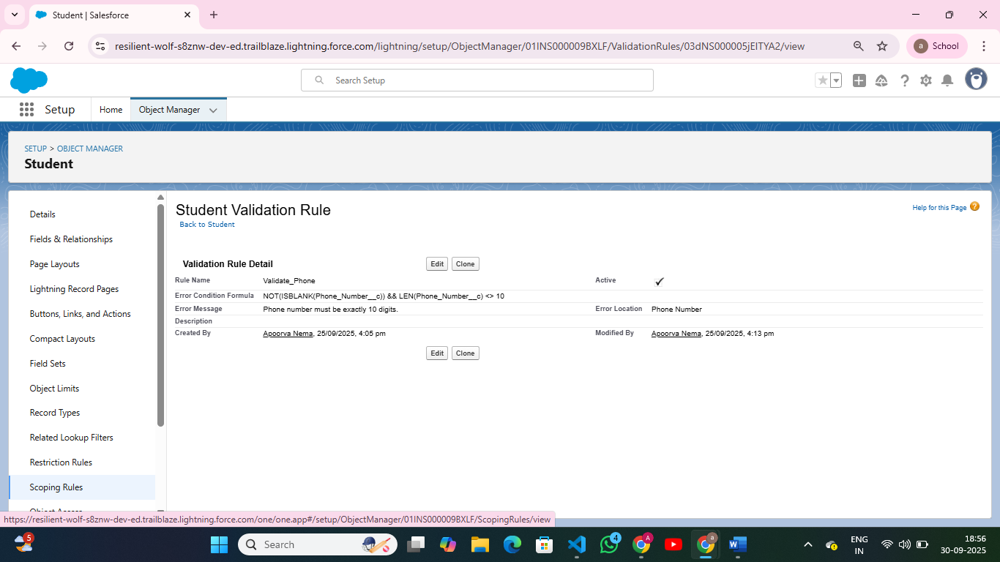 Student | Salesforce
resilient-wolf-s8znw-dev-ed.trailblaze.lightning.force.com/lightning/setup/ObjectManager/01INS000009BXLF/ValidationRules/03dNS000005jEITYA2/view
a School
Search Setup
Setup
Home
Object Manager
SETUP > OBJECT MANAGER
Student
Details
Fields & Relationships
Page Layouts
Lightning Record Pages
Buttons, Links, and Actions
Compact Layouts
Field Sets
Object Limits
Record Types
Related Lookup Filters
Restriction Rules
Scoping Rules
Object Access
Student Validation Rule
Back to Student
Help for this Page
Validation Rule Detail
Edit Clone
Rule Name Validate_Phone Active
Error Condition Formula NOT(ISBLANK(Phone_Number__c)) && LEN(Phone_Number__c) <> 10
Error Message Phone number must be exactly 10 digits. Error Location Phone Number
Description
Created By Apoorva Nema, 25/09/2025, 4:05 pm Modified By Apoorva Nema, 25/09/2025, 4:13 pm
Edit Clone
https://resilient-wolf-s8znw-dev-ed.trailblaze.lightning.force.com/one/one.app#/setup/ObjectManager/01INS000009BXLF/ScopingRules/view
5
Search
4
A
a
ENG
IN
18:56
30-09-2025